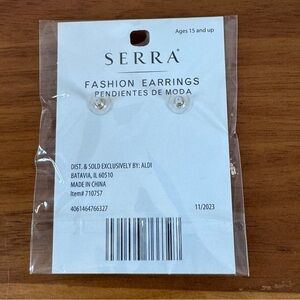 Ages 15 and up
SERRA
FASHION EARRINGS
PENDIENTES DE MODA
DIST. & SOLD EXCLUSIVELY BY: ALDI
BATAVIA, IL 60510
MADE IN CHINA
Item# 710757
4061464766327
11/2023